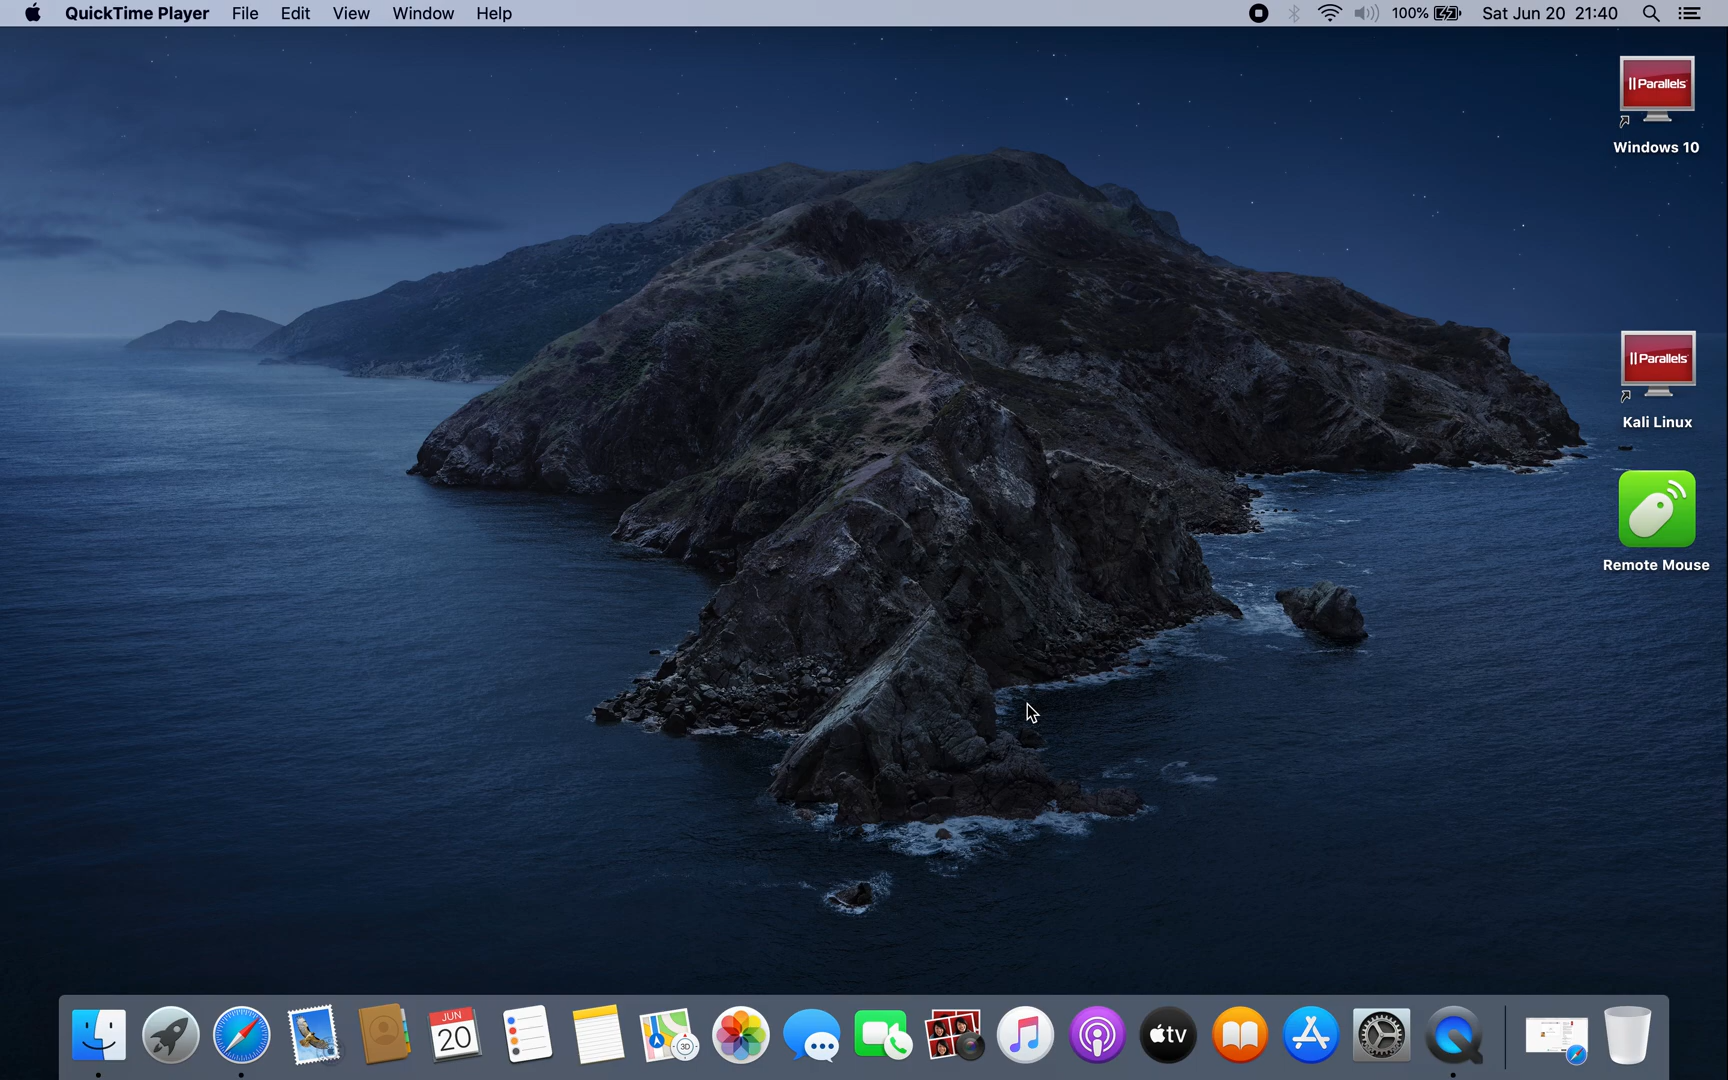 QuickTime Player File Edit View Window Help 100% Sat Jun 20 21:40
Parallels
Windows 10
Parallels
Kali Linux
Remote Mouse
JUN
20
3D
tv